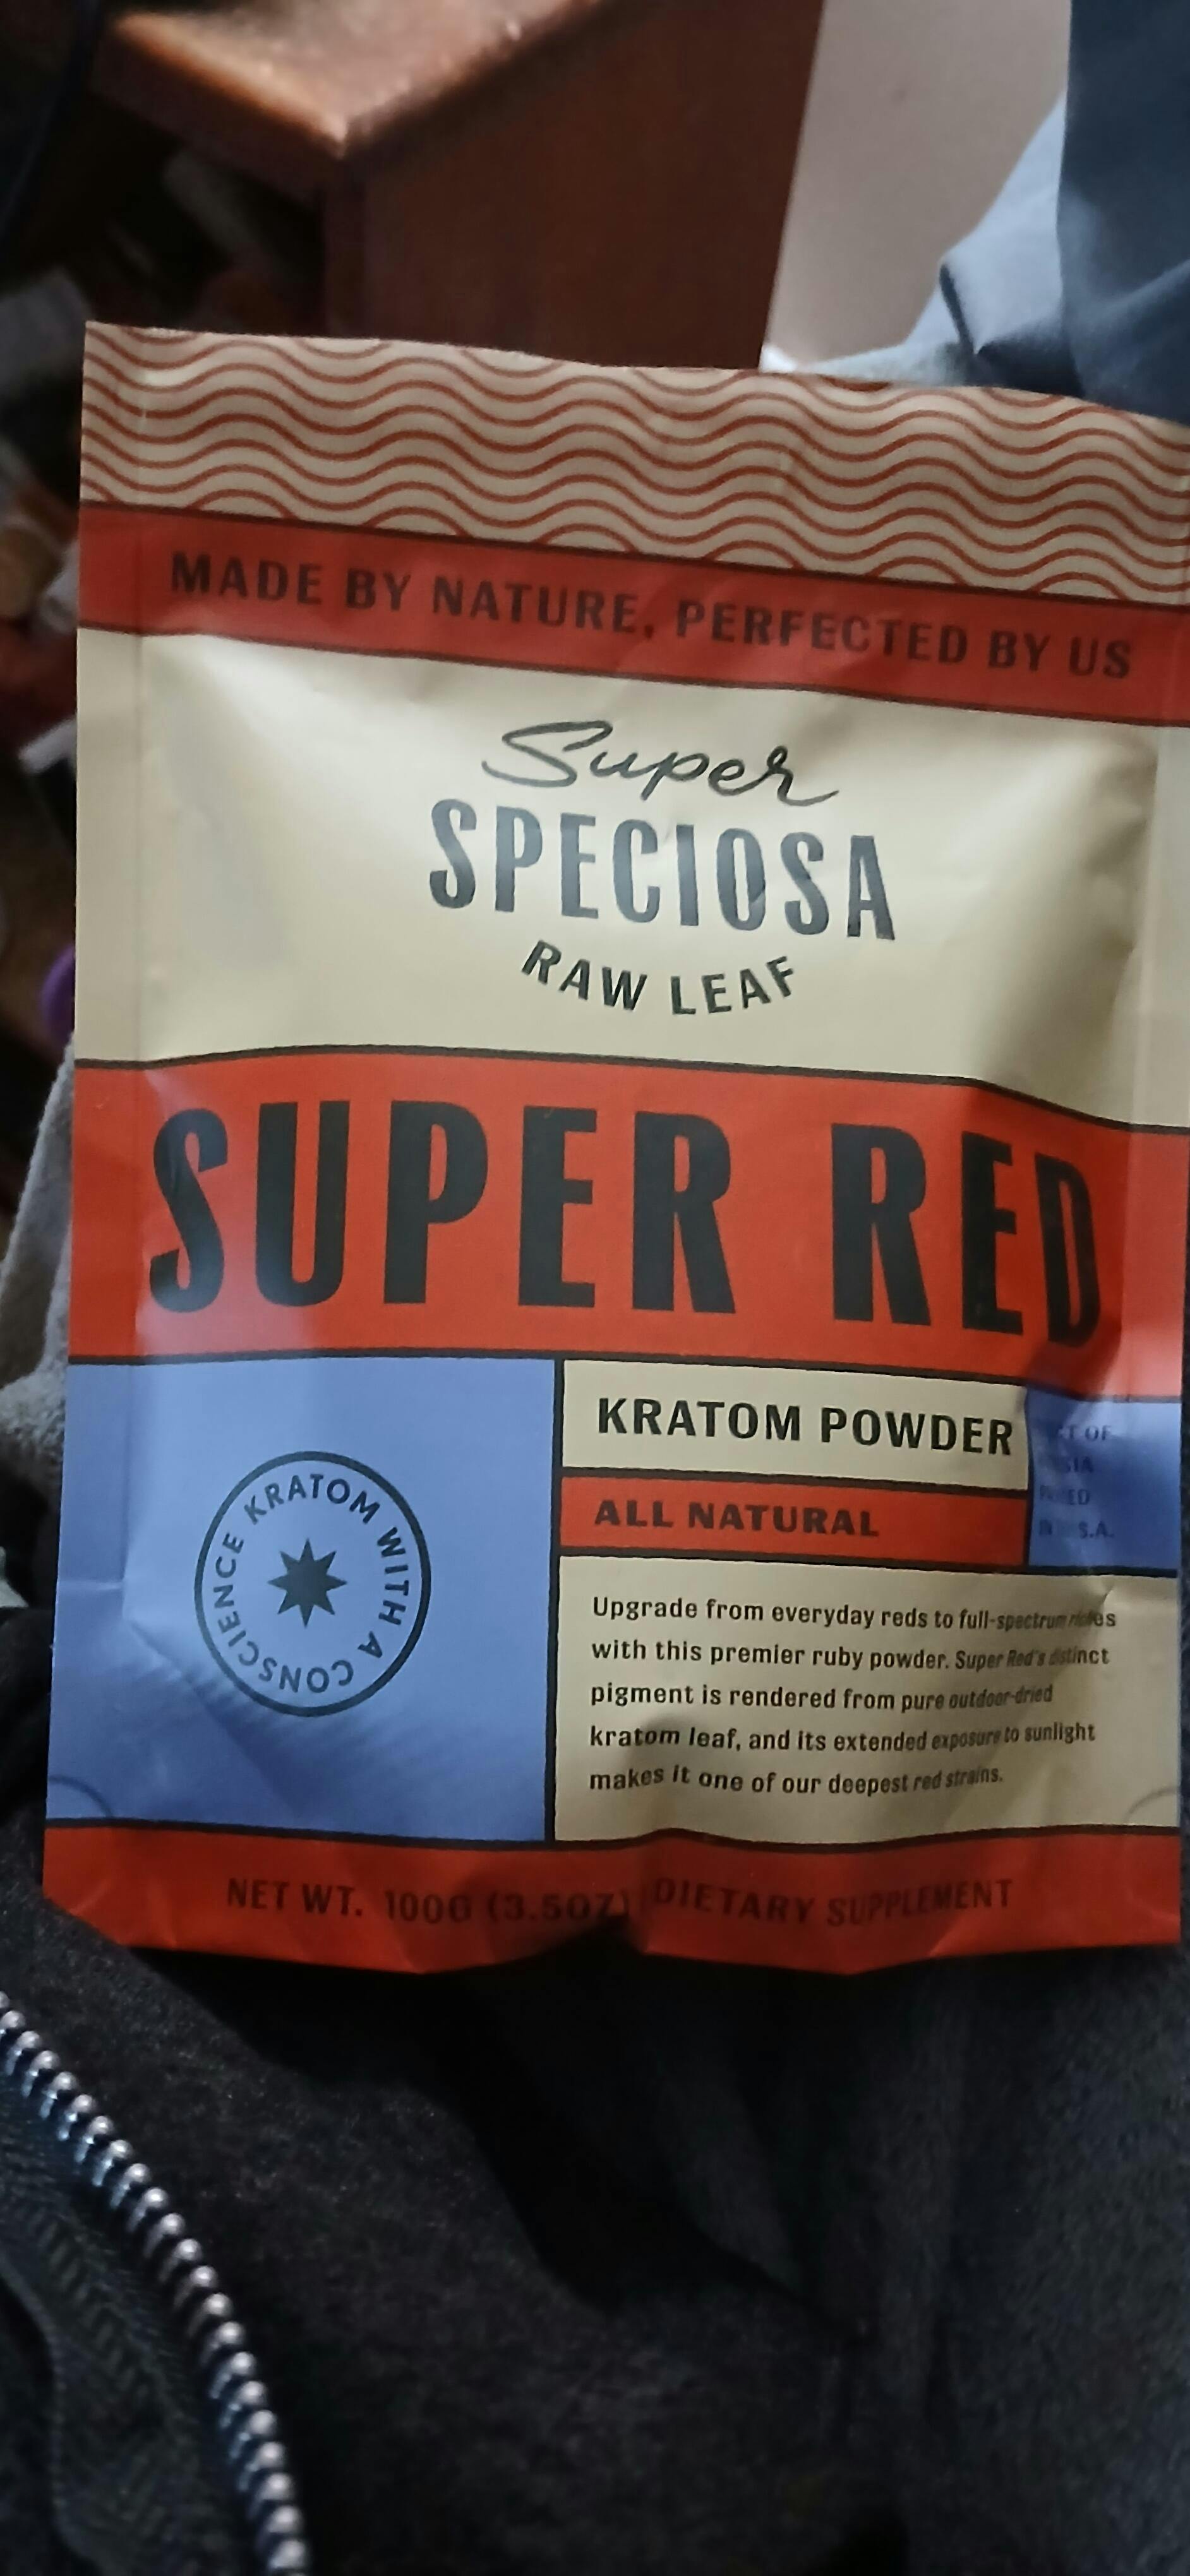 MADE BY NATURE, PERFECTED BY US
Super
SPECIOSA
RAW LEAF
SUPER RED
KRATOM POWDER
ALL NATURAL
OF
S.A.
KRATOM WITH A CONSCIENCE
Upgrade from everyday reds to full-spectrum
with this premier ruby powder. Super Red's distinct
pigment is rendered from pure outdoor-dried
kratom leaf, and its extended exposure to sunlight
makes it one of our deepest red strains.
NET WT. 100G (3.5OZ) DIETARY SUPPLEMENT